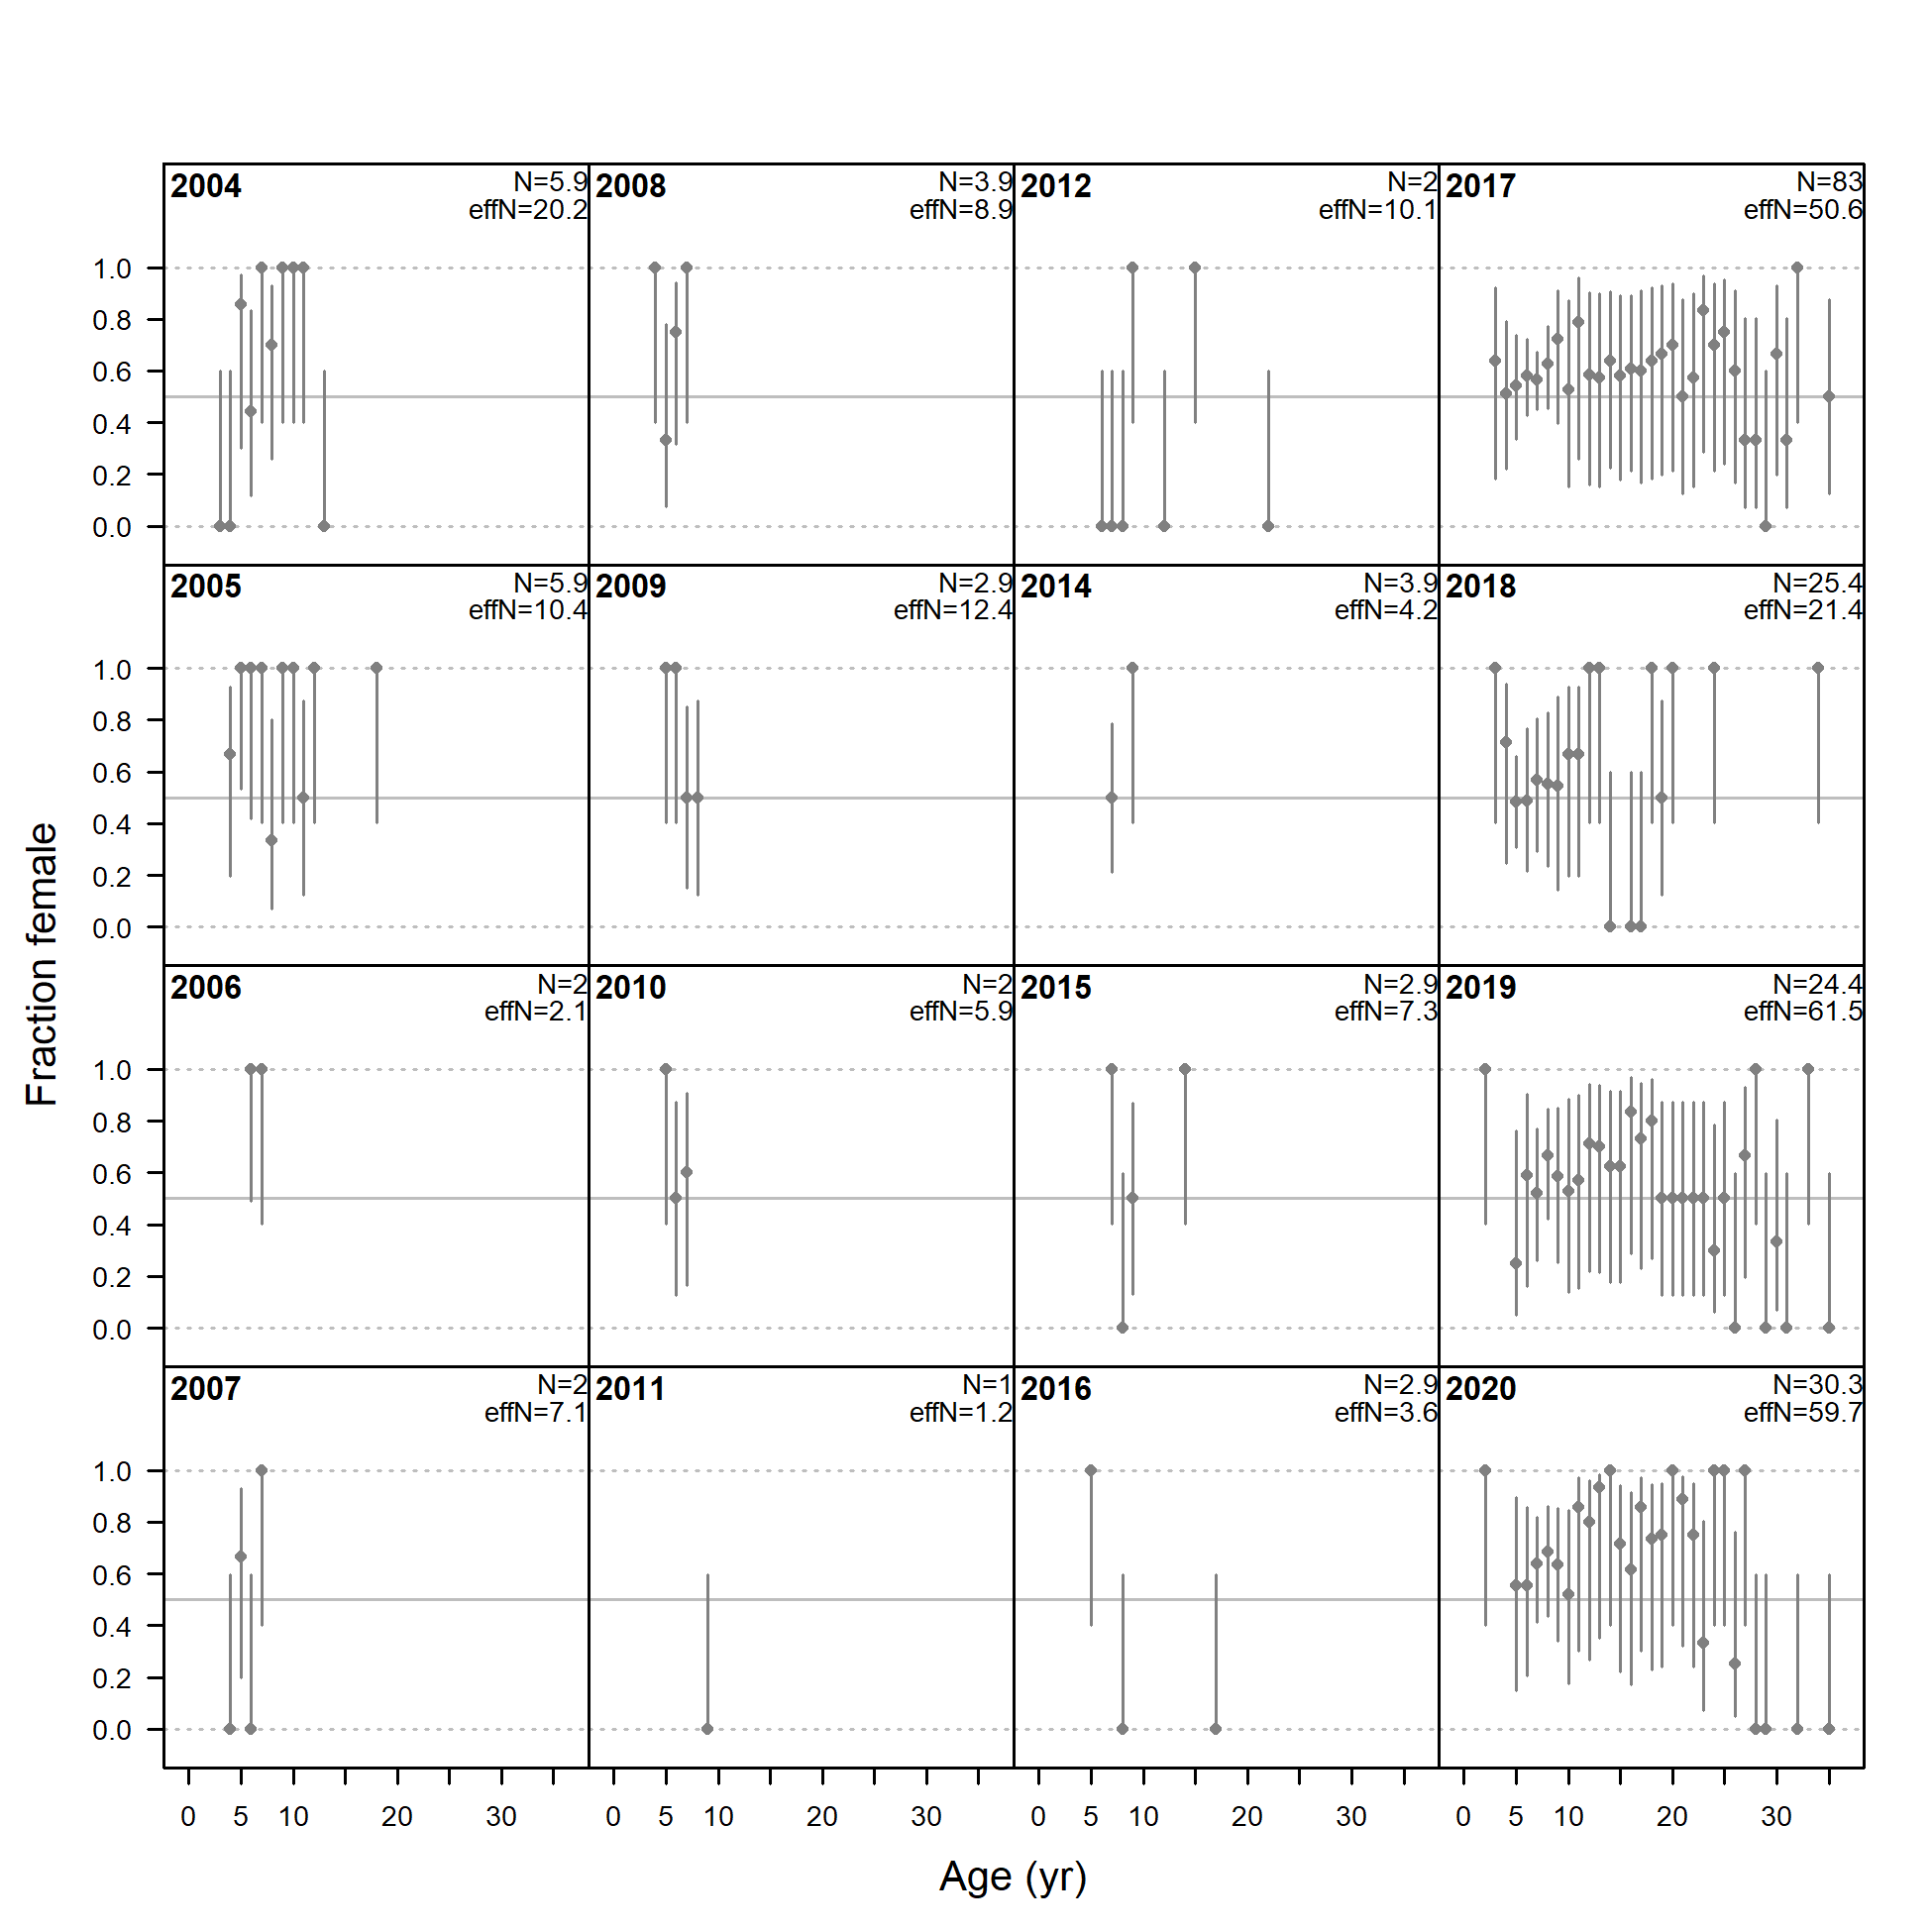 2004 N=5.9
effN=20.2
2008 N=3.9
effN=8.9
2012 N=2
effN=10.1
2017 N=83
effN=50.6
1.0
0.8
0.6
0.4
0.2
0.0
2005 N=5.9
effN=10.4
2009 N=2.9
effN=12.4
2014 N=3.9
effN=4.2
2018 N=25.4
effN=21.4
1.0
0.8
0.6
0.4
0.2
0.0
2006 N=2
effN=2.1
2010 N=2
effN=5.9
2015 N=2.9
effN=7.3
2019 N=24.4
effN=61.5
1.0
0.8
0.6
0.4
0.2
0.0
2007 N=2
effN=7.1
2011 N=1
effN=1.2
2016 N=2.9
effN=3.6
2020 N=30.3
effN=59.7
1.0
0.8
0.6
0.4
0.2
0.0
0 5 10 20 30 0 5 10 20 30 0 5 10 20 30 0 5 10 20 30
Fraction female
Age (yr)